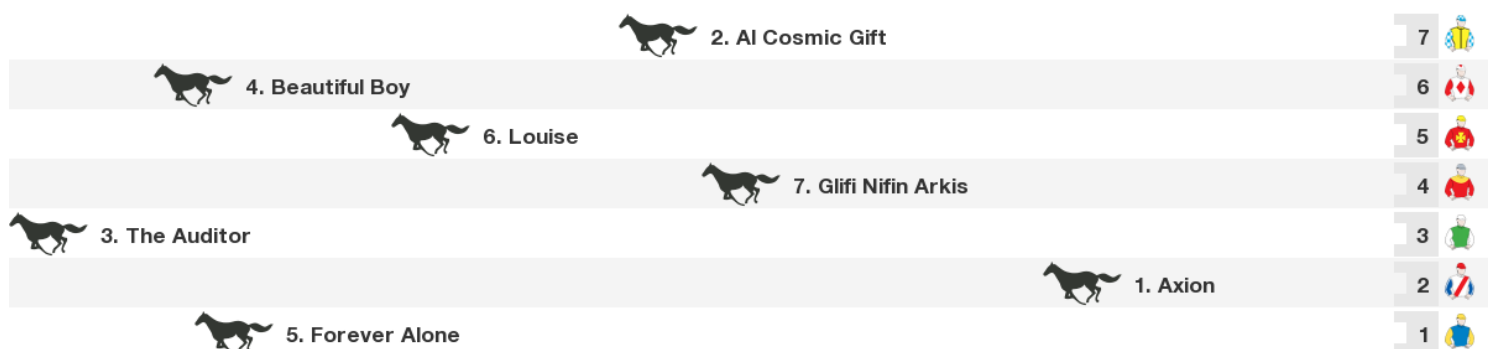 2. Al Cosmic Gift 7
4. Beautiful Boy 6
6. Louise 5
7. Glifi Nifin Arkis 4
3. The Auditor 3
1. Axion 2
5. Forever Alone 1